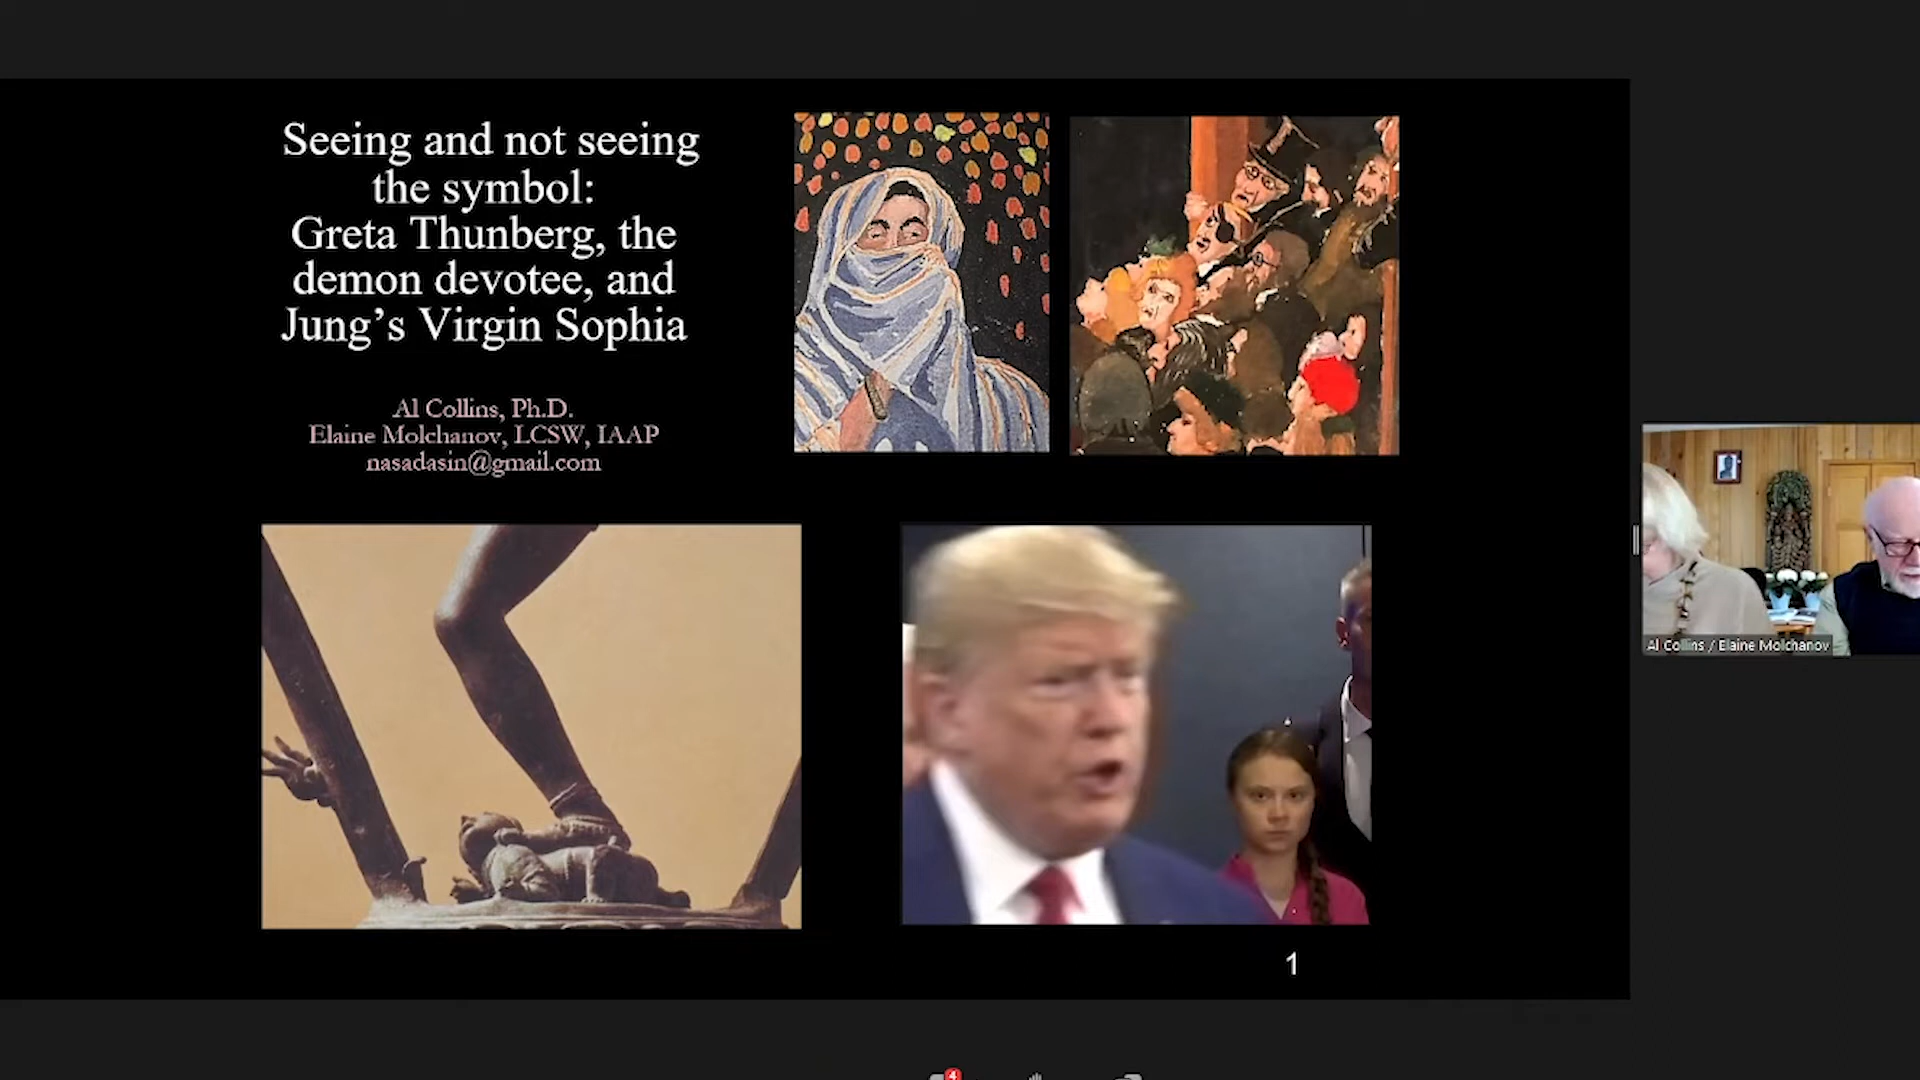 Seeing and not seeing
the symbol:
Greta Thunberg, the
demon devotee, and
Jung’s Virgin Sophia
Al Collins, Ph.D.
Elaine Molchanov, LCSW, IAAP
nasadasin@gmail.com
Al Collins / Elaine Molchanov
1
4